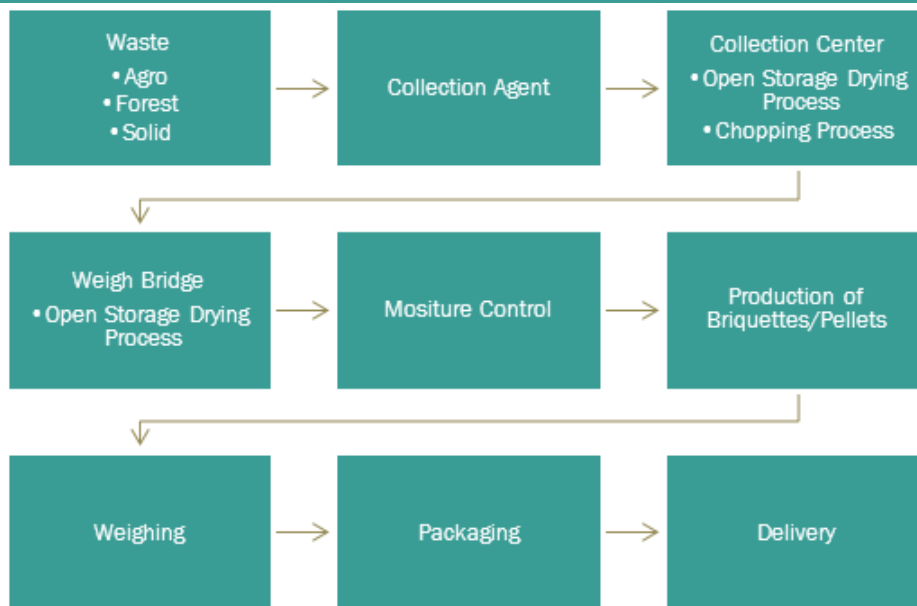 Waste
• Agro
• Forest
• Solid
Collection Agent
Collection Center
• Open Storage Drying
Process
• Chopping Process
Weigh Bridge
• Open Storage Drying
Process
Mositure Control
Production of
Briquettes/Pellets
Weighing
Packaging
Delivery